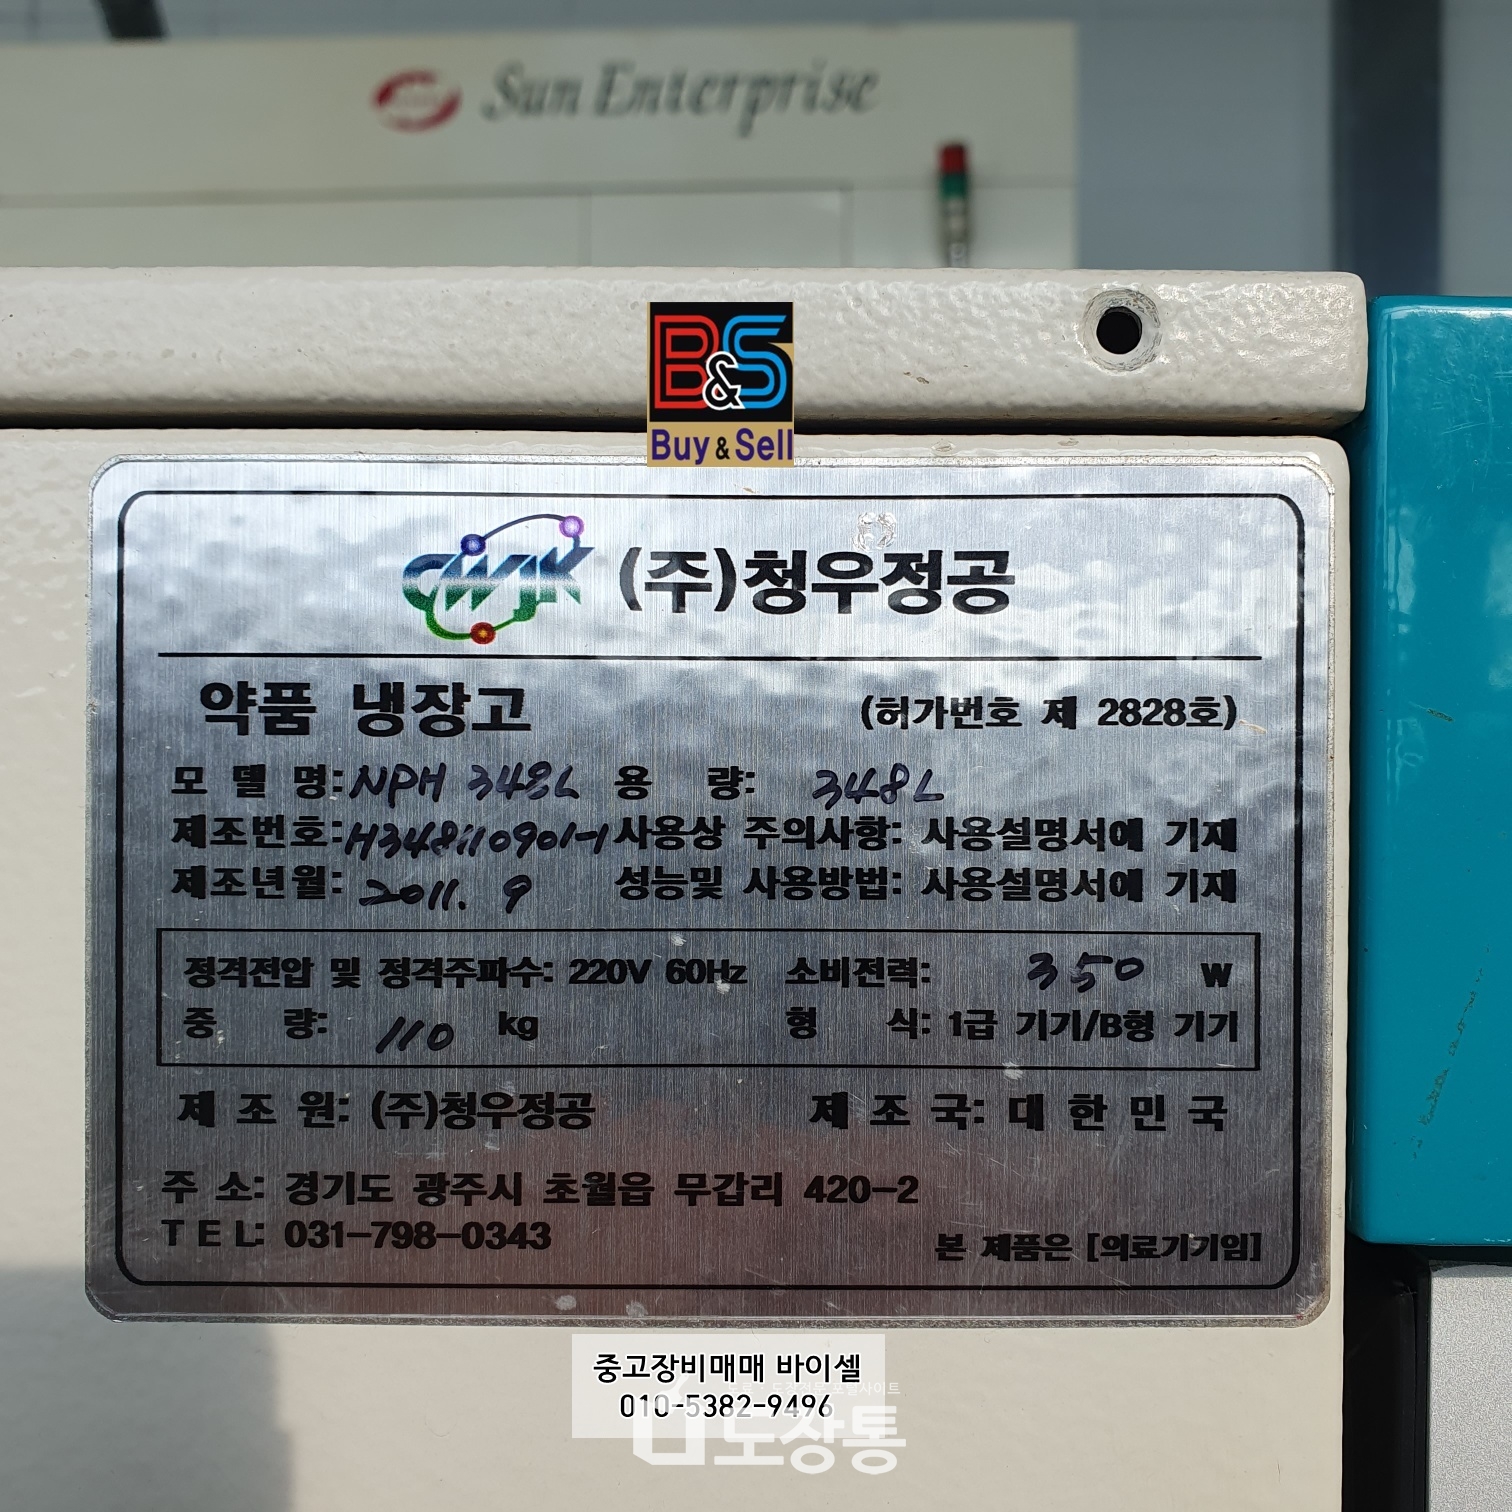 Sun Enterprise
B&S
Buy & Sell
CWJK (주)청우정공
약품 냉장고 (허가번호 제 2828호)
모 델 명: NPH 348L 용 량: 348L
제조번호: H348i10901-1 사용상 주의사항: 사용설명서에 기재
제조년월: 2011. 9 성능및 사용방법: 사용설명서에 기재
정격전압 및 정격주파수: 220V 60Hz 소비전력: 350 W
중 량: 110 kg 형 식: 1급 기기/B형 기기
제 조 원: (주)청우정공 제 조 국: 대 한 민 국
주 소: 경기도 광주시 초월읍 무갑리 420-2
TEL: 031-798-0343 본 제품은 [의료기기임]
중고장비매매 바이셀
010-5382-9496
도장통